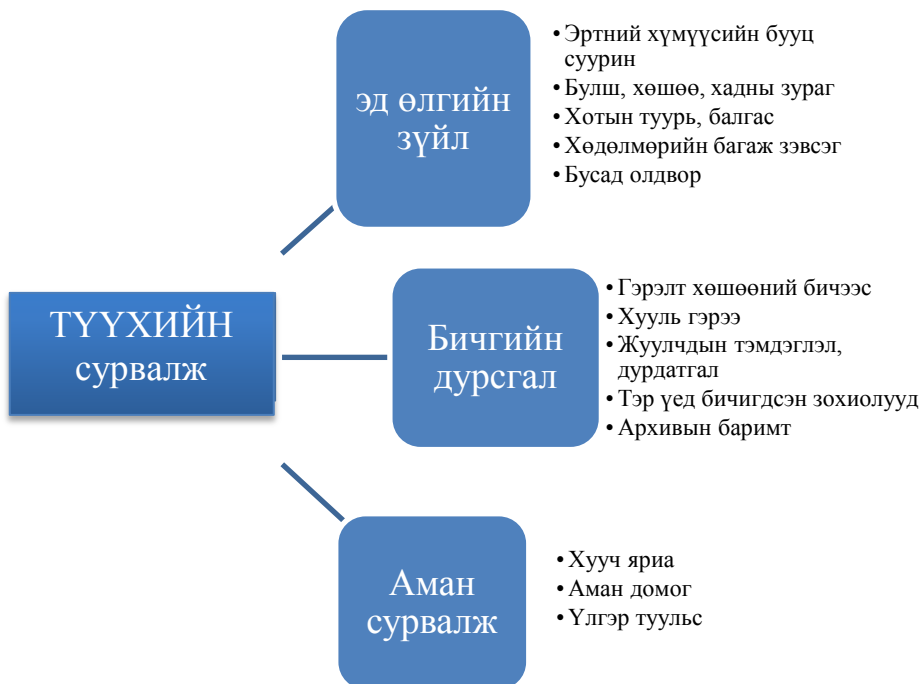 ТҮҮХИЙН
сурвалж
эд өлгийн
зүйл
• Эртний хүмүүсийн бууц
суурин
• Булш, хөшөө, хадны зураг
• Хотын туурь, балгас
• Хөдөлмөрийн багаж зэвсэг
• Бусад олдвор
Бичгийн
дурсгал
• Гэрэлт хөшөөний бичээс
• Хууль гэрээ
• Жуулчдын тэмдэглэл,
дурдатгал
• Тэр үед бичигдсэн зохиолууд
• Архивын баримт
Аман
сурвалж
• Хууч яриа
• Аман домог
• Үлгэр туульс